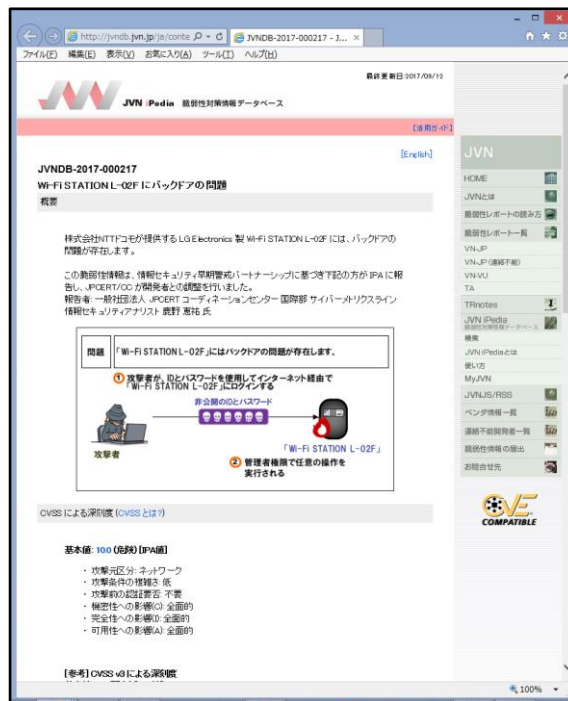 http://jvndb.jvn.jp/ja/conte
JVNDB-2017-000217 - J...
ファイル(F) 編集(E) 表示(V) お気に入り(A) ツール(T) ヘルプ(H)
最終更新日:2017/09/12
JVN iPedia 脆弱性対策情報データベース
[活用ガイド]
[English]
JVNDB-2017-000217
Wi-Fi STATION L-02F にバックドアの問題
概要
株式会社NTTドコモが提供する LG Electronics 製 Wi-Fi STATION L-02F には、バックドアの
問題が存在します。
この脆弱性情報は、情報セキュリティ早期警戒パートナーシップに基づき下記の方が IPA に報
告し、JPCERT/CC が開発者との調整を行いました。
報告者: 一般社団法人 JPCERT コーディネーションセンター 国際部 サイバーメトリクスライン
情報セキュリティアナリスト 鹿野 恵祐 氏
問題 「Wi-Fi STATION L-02F」にはバックドアの問題が存在します。
① 攻撃者が、IDとパスワードを使用してインターネット経由で
「Wi-Fi STATION L-02F」にログインする
非公開のIDとパスワード
攻撃者
「Wi-Fi STATION L-02F」
② 管理者権限で任意の操作を
実行される
CVSS による深刻度 (CVSS とは?)
基本値: 10.0 (危険) [IPA値]
・ 攻撃元区分: ネットワーク
・ 攻撃条件の複雑さ: 低
・ 攻撃前の認証要否: 不要
・ 機密性への影響(C): 全面的
・ 完全性への影響(I): 全面的
・ 可用性への影響(A): 全面的
[参考] CVSS v3 による深刻度
JVN
HOME
JVNとは
脆弱性レポートの読み方
脆弱性レポート一覧
VN-JP
VN-JP (連絡不能)
VN-VU
TA
TRnotes
JVN iPedia
脆弱性対策情報データベース
検索
JVN iPediaとは
使い方
MyJVN
JVNJS/RSS
ベンダ情報一覧
連絡不能開発者一覧
脆弱性情報の届出
お問合せ先
CVE
COMPATIBLE
100%